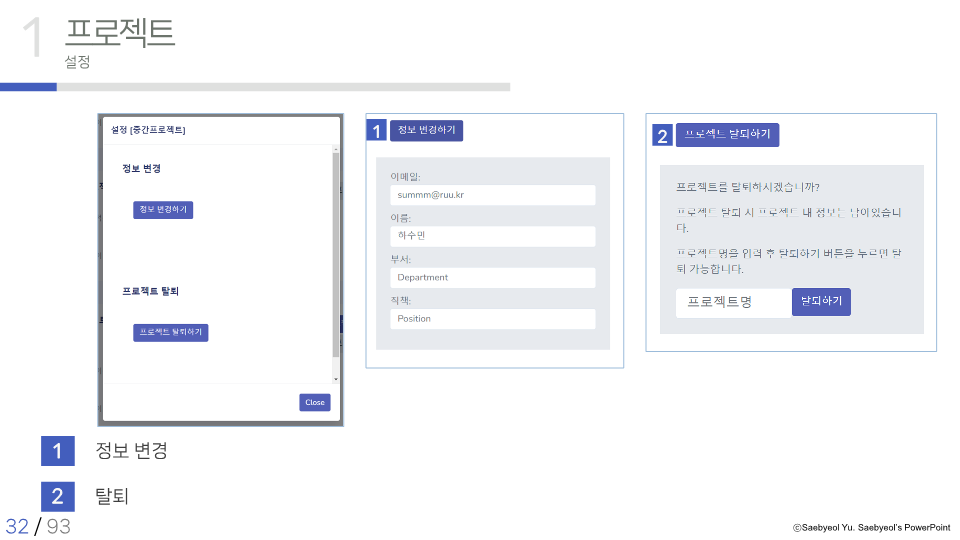 1 프로젝트
설정
설정 [중간프로젝트]
정보 변경
정보 변경하기
프로젝트 탈퇴
프로젝트 탈퇴하기
Close
1 정보 변경하기
이메일:
summm@ruu.kr
이름:
하수민
부서:
Department
직책:
Position
2 프로젝트 탈퇴하기
프로젝트를 탈퇴하시겠습니까?
프로젝트 탈퇴 시 프로젝트 내 정보는 남아있습니
다.
프로젝트명을 입력 후 탈퇴하기 버튼을 누르면 탈
퇴 가능합니다.
프로젝트명 탈퇴하기
1 정보 변경
2 탈퇴
32 / 93
ⓒSaebyeol Yu. Saebyeol's PowerPoint